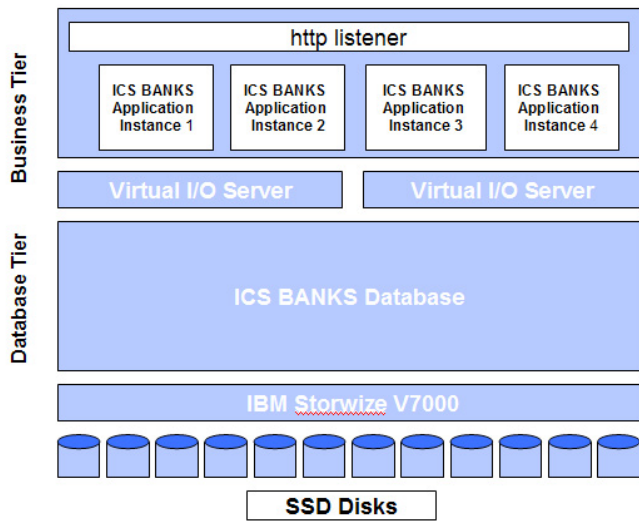 Business Tier
http listener
ICS BANKS
Application
Instance 1
ICS BANKS
Application
Instance 2
ICS BANKS
Application
Instance 3
ICS BANKS
Application
Instance 4
Virtual I/O Server
Virtual I/O Server
Database Tier
ICS BANKS Database
IBM Storwize V7000
SSD Disks